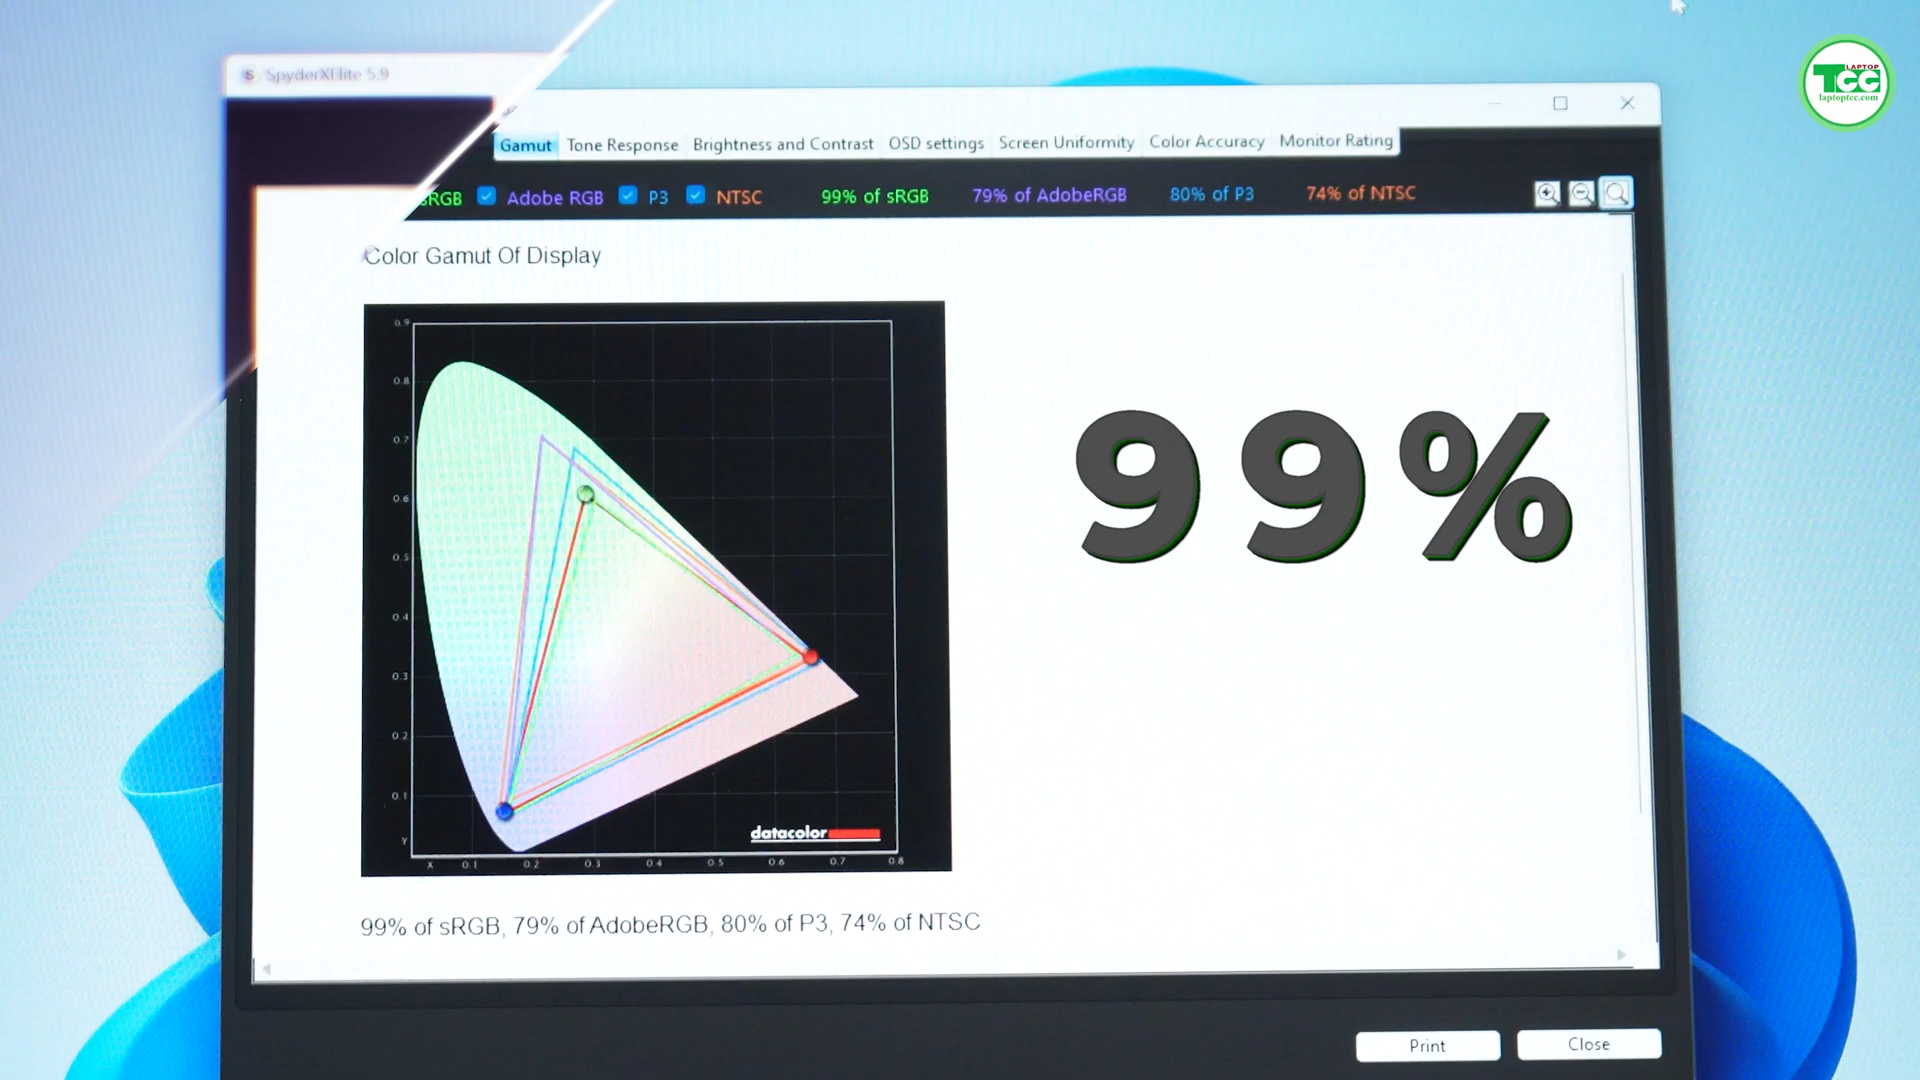 S SpyderXElite 5.9
LAPTOP
TCC
laptoptcc.com
Gamut Tone Response Brightness and Contrast OSD settings Screen Uniformity Color Accuracy Monitor Rating
sRGB Adobe RGB P3 NTSC 99% of sRGB 79% of AdobeRGB 80% of P3 74% of NTSC
Color Gamut Of Display
0.9
0.8
0.7
0.6
0.5
0.4
0.3
0.2
0.1
Y
X 0.1 0.2 0.3 0.4 0.5 0.6 0.7 0.8
datacolor
99%
99% of sRGB, 79% of AdobeRGB, 80% of P3, 74% of NTSC
Print Close